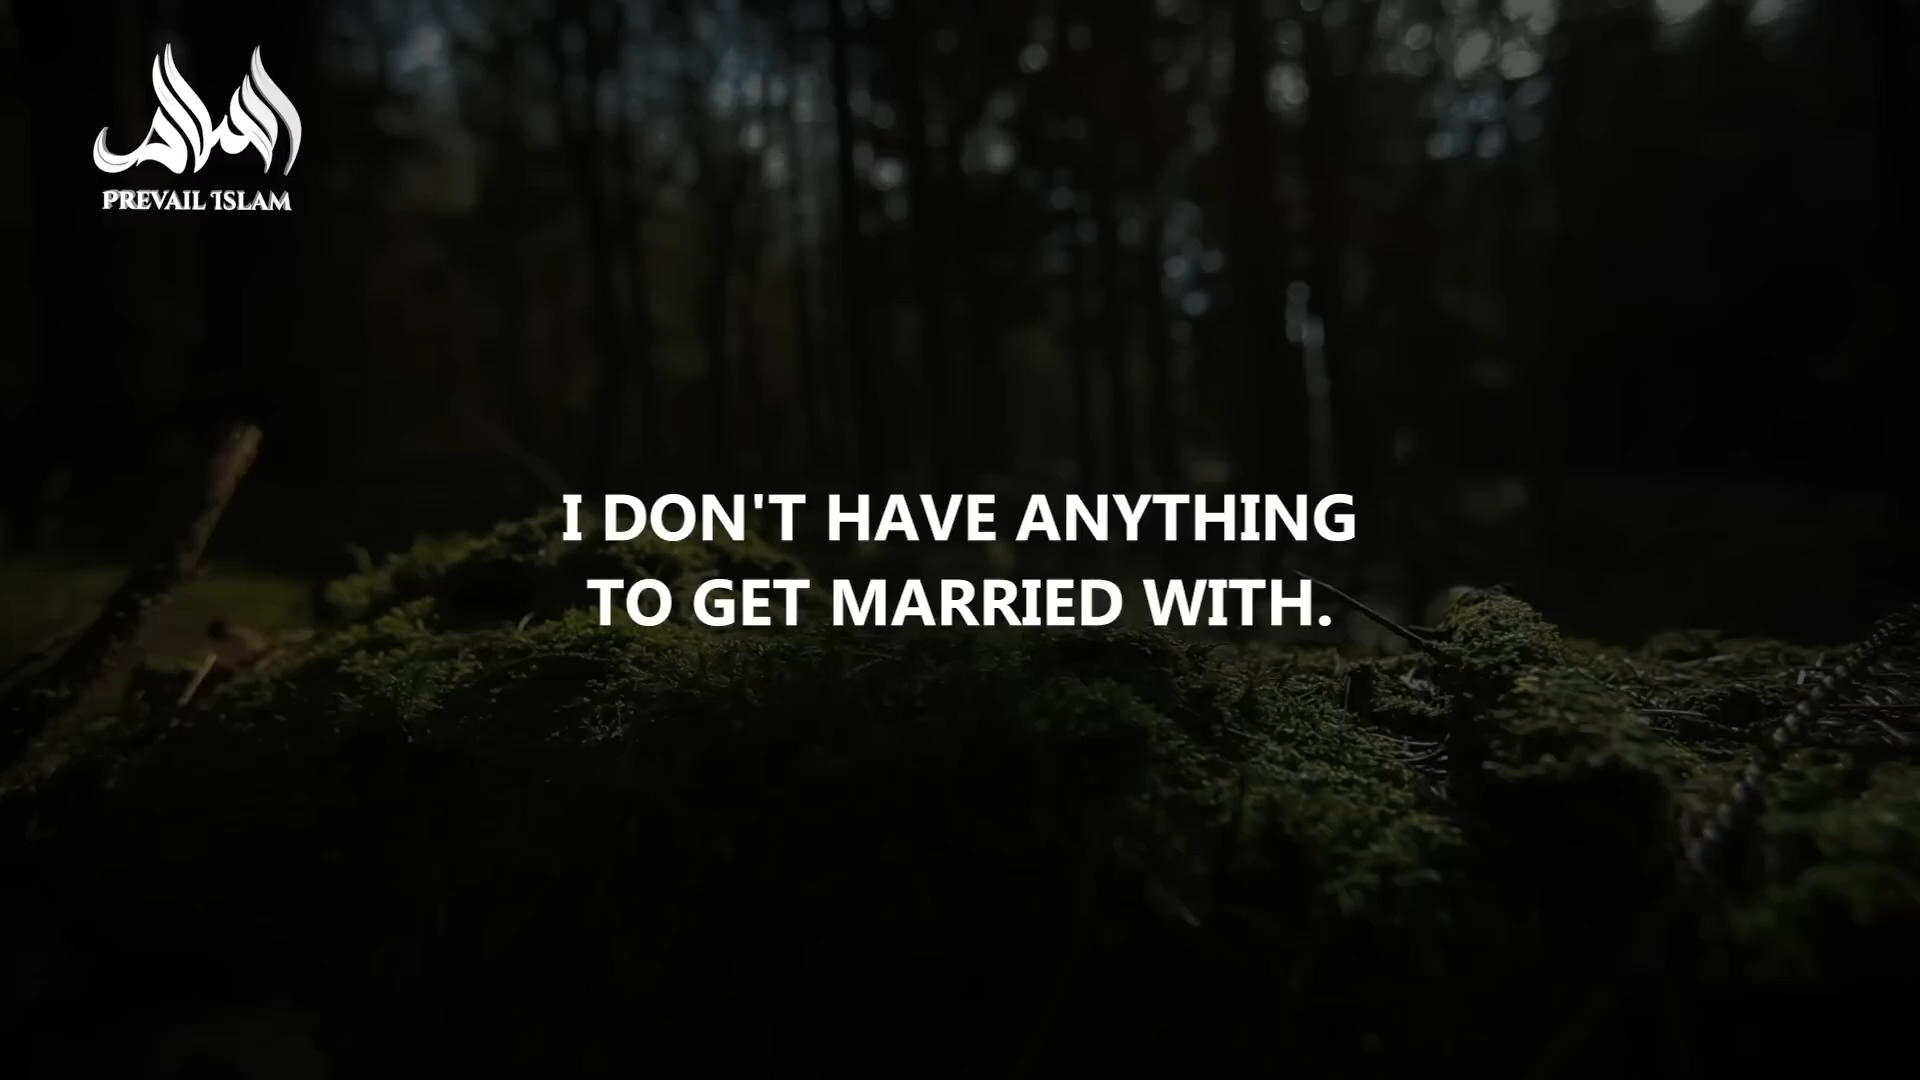 PREVAIL ISLAM
I DON'T HAVE ANYTHING
TO GET MARRIED WITH.